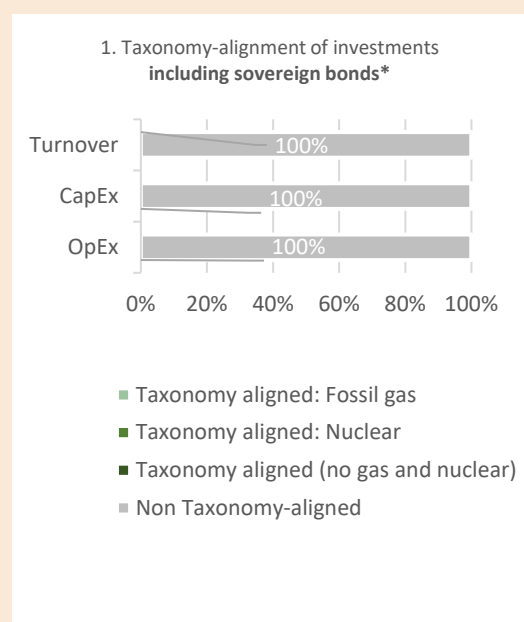 1. Taxonomy-alignment of investments
including sovereign bonds*
Turnover
100%
CapEx
100%
OpEx
100%
0% 20% 40% 60% 80% 100%
Taxonomy aligned: Fossil gas
Taxonomy aligned: Nuclear
Taxonomy aligned (no gas and nuclear)
Non Taxonomy-aligned